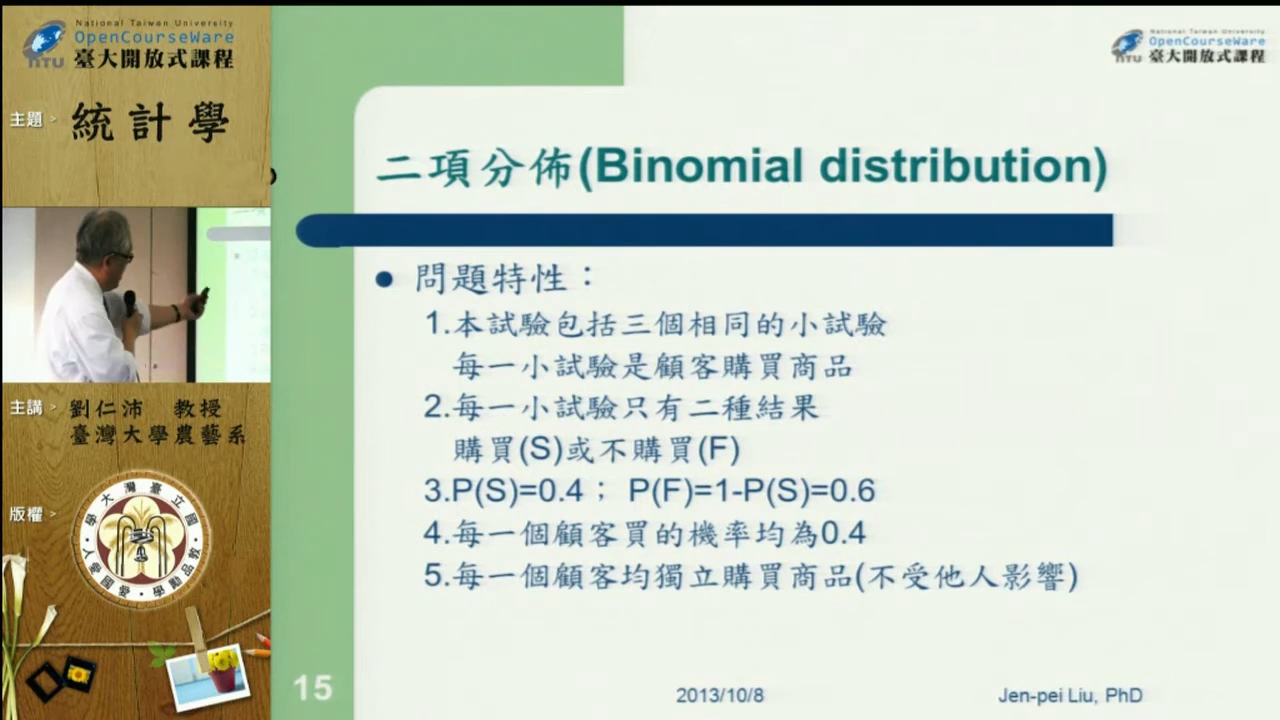 National Taiwan University
OpenCourseWare
NTU 臺大開放式課程
主題 > 統計學
主講 > 劉仁沛 教授
臺灣大學農藝系
版權 >
National Taiwan University
OpenCourseWare
NTU 臺大開放式課程
二項分佈(Binomial distribution)
● 問題特性：
1.本試驗包括三個相同的小試驗
每一小試驗是顧客購買商品
2.每一小試驗只有二種結果
購買(S)或不購買(F)
3.P(S)=0.4； P(F)=1-P(S)=0.6
4.每一個顧客買的機率均為0.4
5.每一個顧客均獨立購買商品(不受他人影響)
15
2013/10/8
Jen-pei Liu, PhD